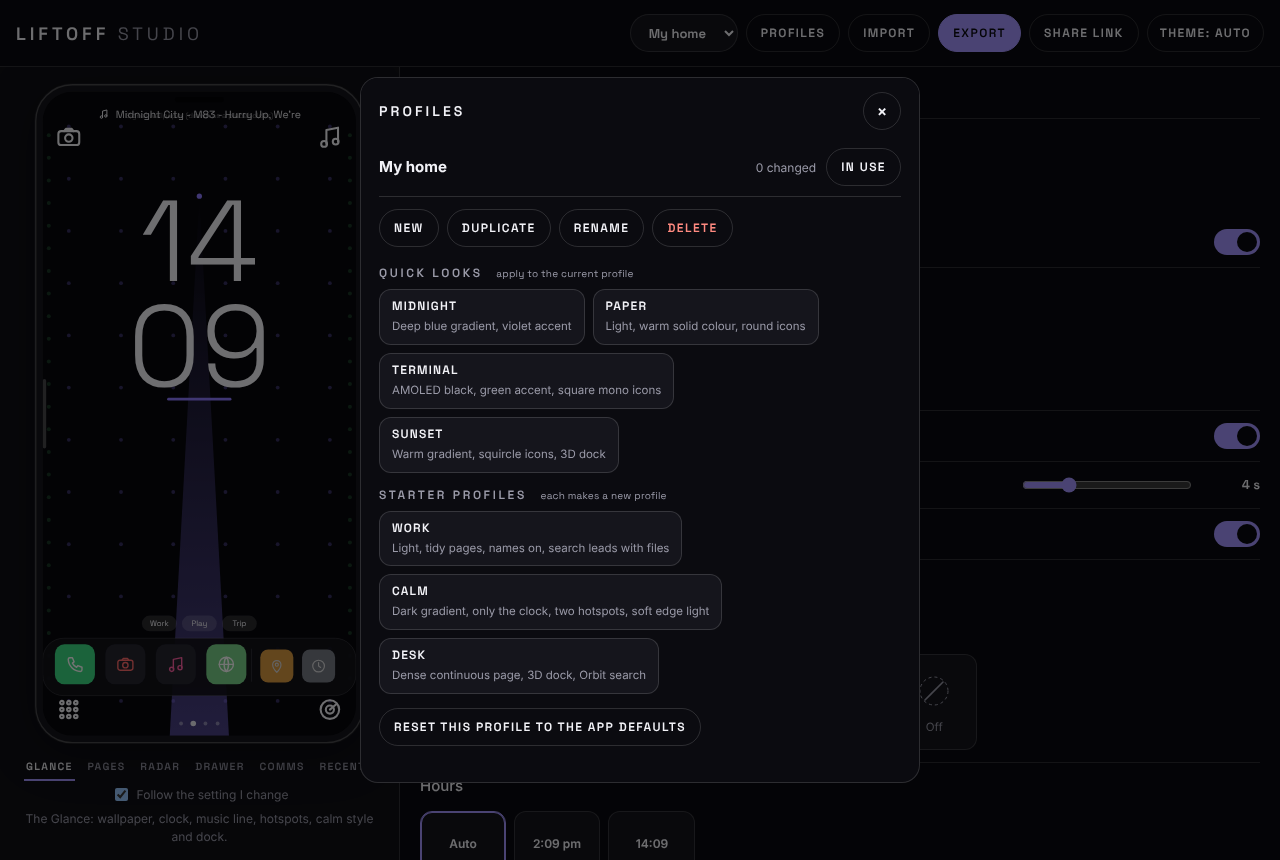 LIFTOFF STUDIO
My home
PROFILES
IMPORT
EXPORT
SHARE LINK
THEME: AUTO
Midnight City - M83 - Hurry Up, We're
14
09
Work
Play
Trip
GLANCE
PAGES
RADAR
DRAWER
COMMS
RECENT
Follow the setting I change
The Glance: wallpaper, clock, music line, hotspots, calm style
and dock.
PROFILES
×
My home
0 changed
IN USE
NEW
DUPLICATE
RENAME
DELETE
QUICK LOOKS apply to the current profile
MIDNIGHT
Deep blue gradient, violet accent
PAPER
Light, warm solid colour, round icons
TERMINAL
AMOLED black, green accent, square mono icons
SUNSET
Warm gradient, squircle icons, 3D dock
STARTER PROFILES each makes a new profile
WORK
Light, tidy pages, names on, search leads with files
CALM
Dark gradient, only the clock, two hotspots, soft edge light
DESK
Dense continuous page, 3D dock, Orbit search
RESET THIS PROFILE TO THE APP DEFAULTS
4 s
Off
Hours
Auto
2:09 pm
14:09